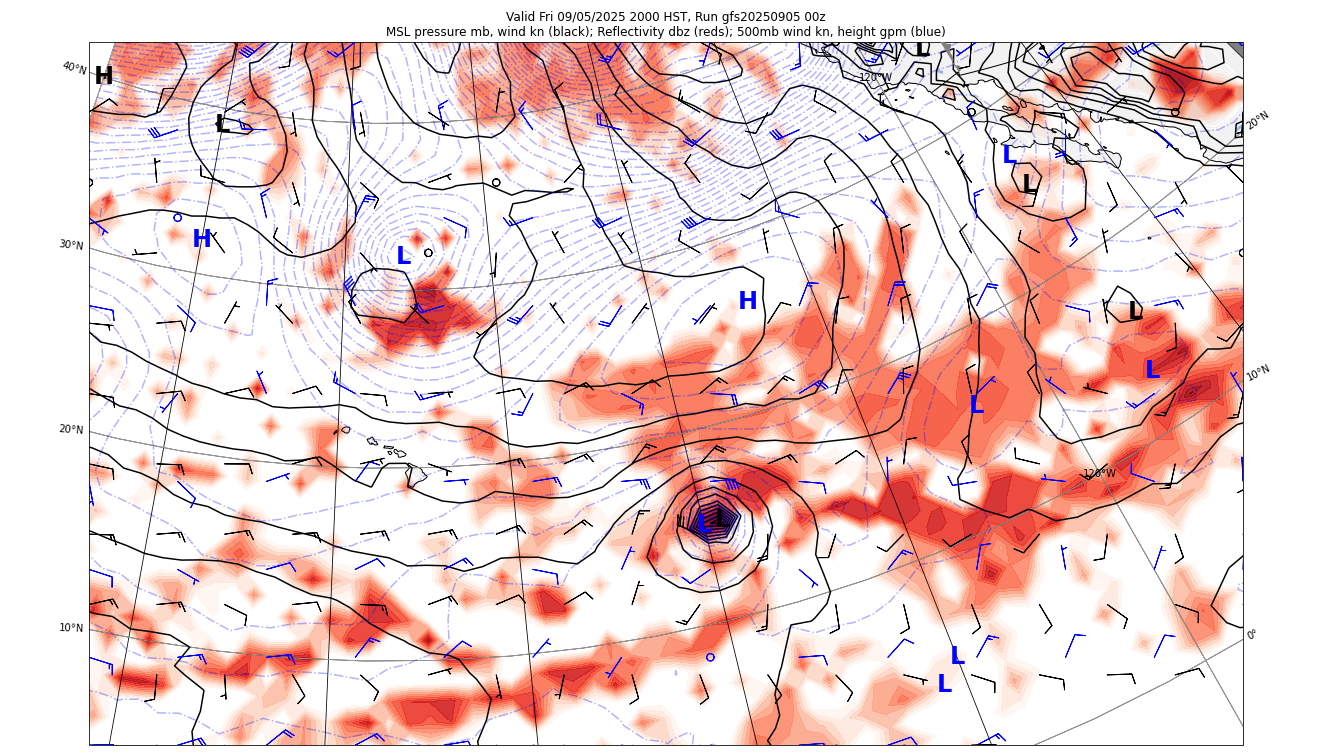 Valid Fri 09/05/2025 2000 HST, Run gfs20250905 00z
MSL pressure mb, wind kn (black); Reflectivity dbz (reds); 500mb wind kn, height gpm (blue)
L
40°N
H
120°W
L
20°N
L
L
H
30°N
L
H
L
L
10°N
L
20°N
120°W
L
L
10°N
0°
L
L